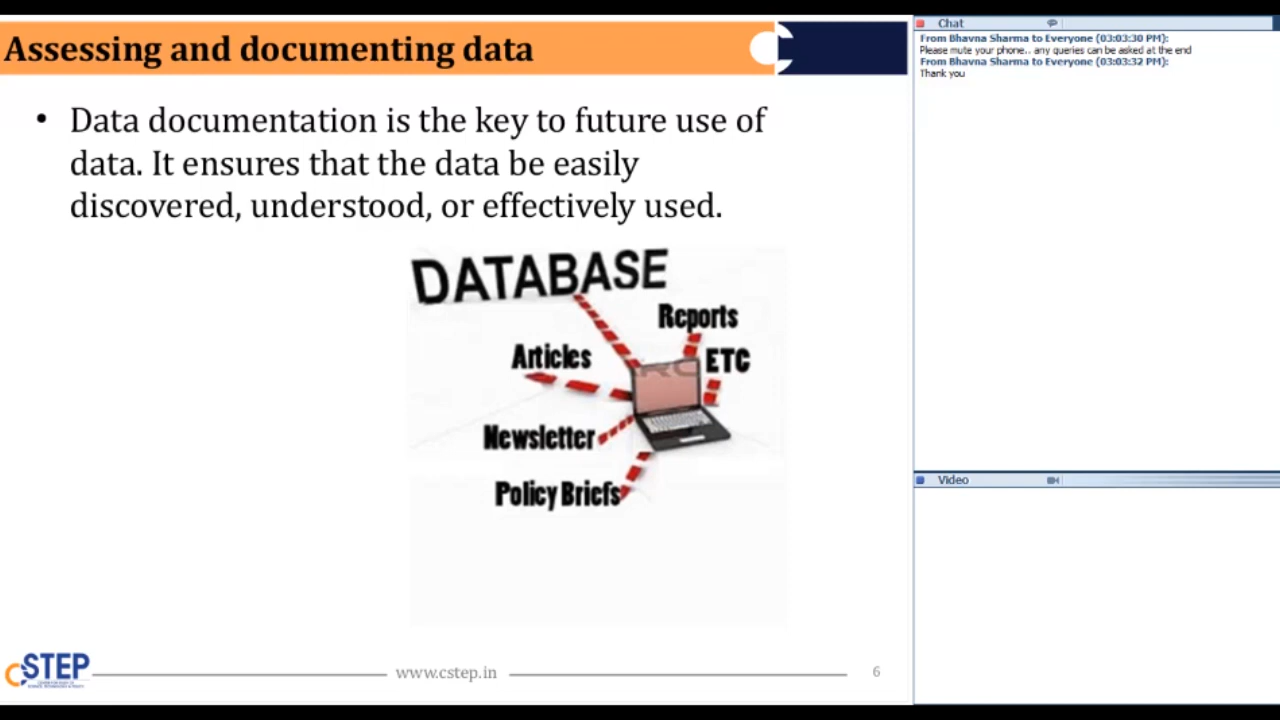 Assessing and documenting data
• Data documentation is the key to future use of
data. It ensures that the data be easily
discovered, understood, or effectively used.
DATABASE
Reports
Articles
ETC
Newsletter
Policy Briefs
CSTEP
www.cstep.in
6
Chat
From Bhavna Sharma to Everyone (03:03:30 PM):
Please mute your phone.. any queries can be asked at the end
From Bhavna Sharma to Everyone (03:03:32 PM):
Thank you
Video